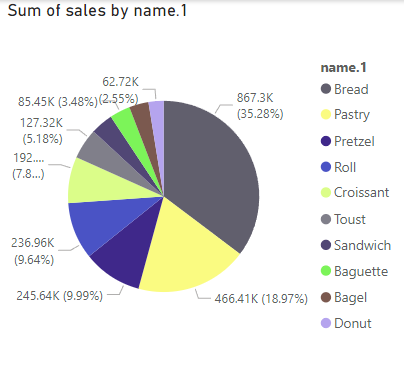 Sum of sales by name.1
62.72K
(2.55%)
85.45K (3.48%)
127.32K
(5.18%)
192....
(7.8...)
236.96K
(9.64%)
245.64K (9.99%)
867.3K
(35.28%)
466.41K (18.97%)
name.1
Bread
Pastry
Pretzel
Roll
Croissant
Toust
Sandwich
Baguette
Bagel
Donut